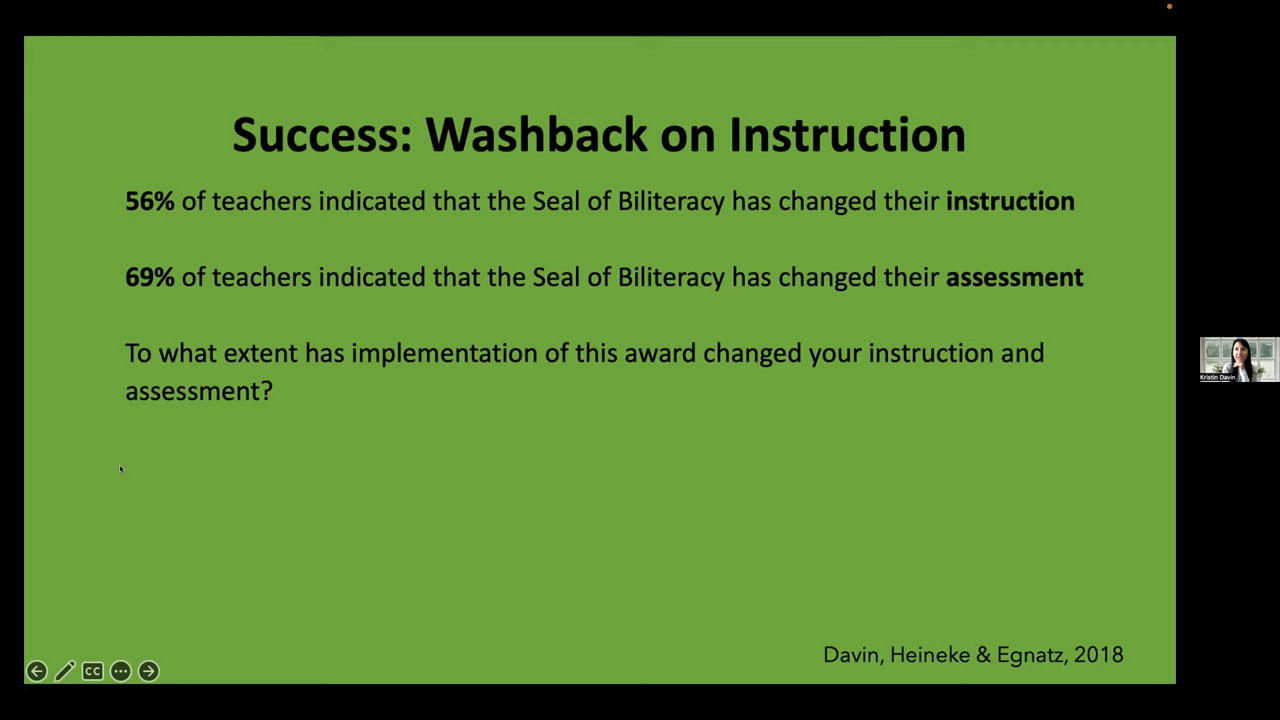 Success: Washback on Instruction
56% of teachers indicated that the Seal of Biliteracy has changed their instruction
69% of teachers indicated that the Seal of Biliteracy has changed their assessment
To what extent has implementation of this award changed your instruction and
assessment?
Kristin Davin
Davin, Heineke & Egnatz, 2018
CC